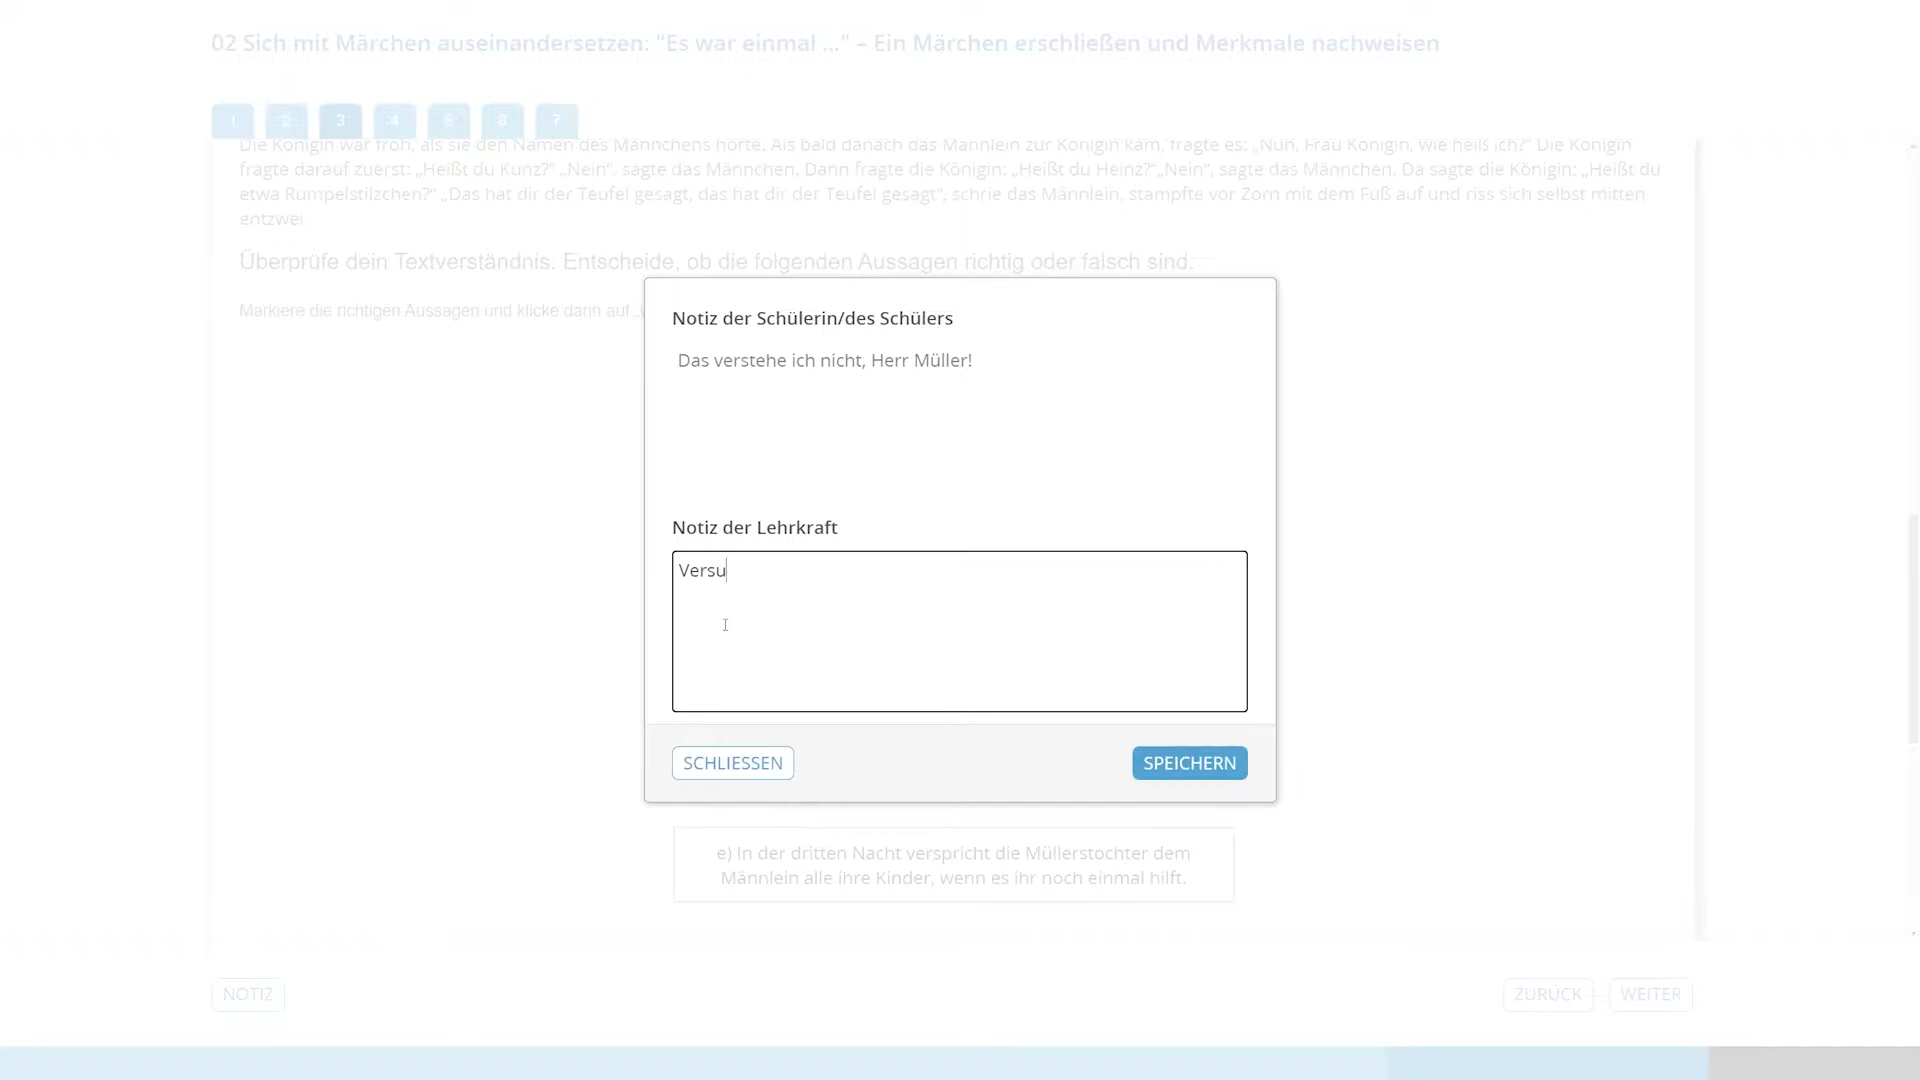 02 Sich mit Märchen auseinandersetzen: "Es war einmal ..." – Ein Märchen erschließen und Merkmale nachweisen
1 2 3 4 5 6 7
Die Königin war froh, als sie den Namen des Männchens hörte. Als bald danach das Männlein zur Königin kam, fragte es: „Nun, Frau Königin, wie heiß ich?“ Die Königin
fragte darauf zuerst: „Heißt du Kunz?“ „Nein“, sagte das Männchen. Dann fragte die Königin: „Heißt du Heinz?“„Nein“, sagte das Männchen. Da sagte die Königin: „Heißt du
etwa Rumpelstilzchen?“ „Das hat dir der Teufel gesagt, das hat dir der Teufel gesagt“, schrie das Männlein, stampfte vor Zorn mit dem Fuß auf und riss sich selbst mitten
entzwei.
Überprüfe dein Textverständnis. Entscheide, ob die folgenden Aussagen richtig oder falsch sind.
Markiere die richtigen Aussagen und klicke dann auf
Notiz der Schülerin/des Schülers
Das verstehe ich nicht, Herr Müller!
Notiz der Lehrkraft
Versu
SCHLIESSEN
SPEICHERN
e) In der dritten Nacht verspricht die Müllerstochter dem
Männlein alle ihre Kinder, wenn es ihr noch einmal hilft.
NOTIZ
ZURÜCK
WEITER